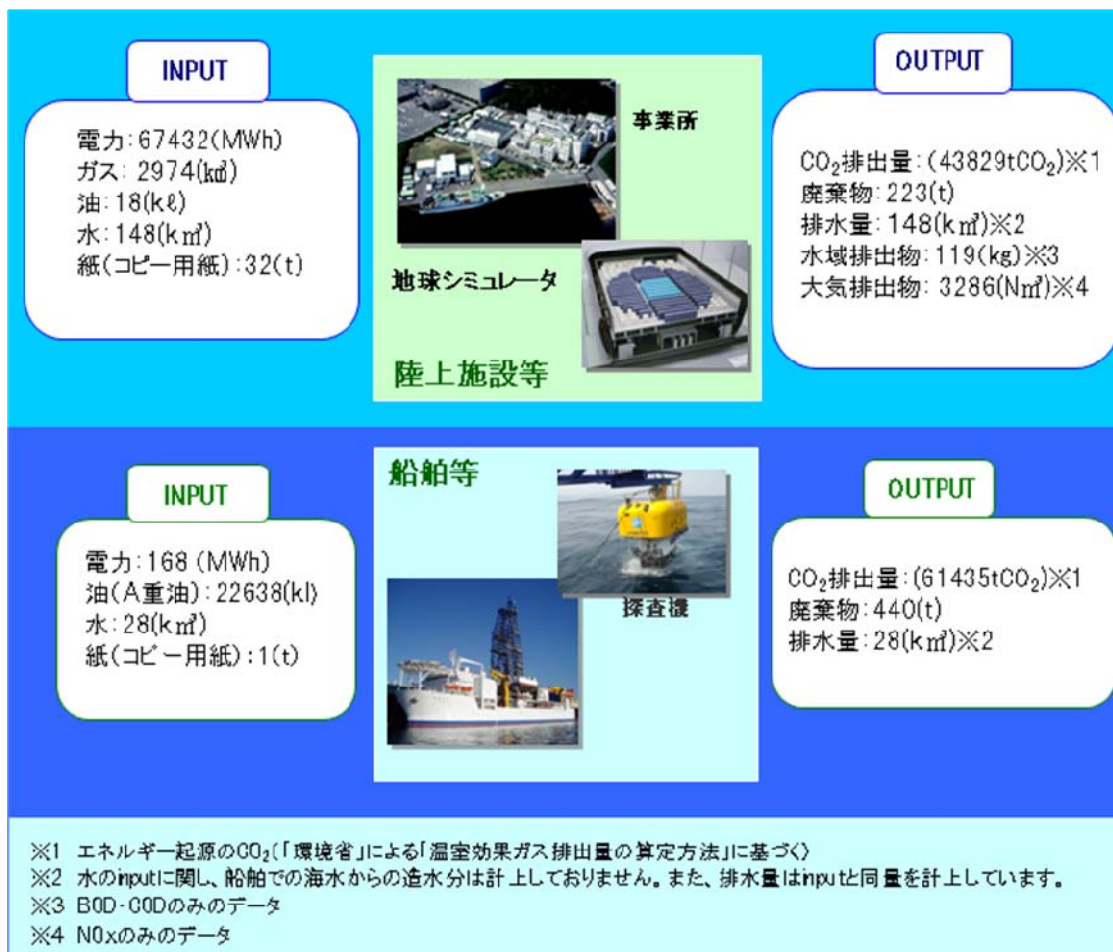 INPUT
電力:67432(MWh)
ガス:2974(k㎥)
油:18(kℓ)
水:148(k㎥)
紙(コピー用紙):32(t)
事業所
地球シミュレータ
陸上施設等
OUTPUT
CO₂排出量:(43829tCO₂)※1
廃棄物:223(t)
排水量:148(k㎥)※2
水域排出物:119(kg)※3
大気排出物:3286(N㎥)※4
INPUT
電力:168 (MWh)
油(A重油):22638(kl)
水:28(k㎥)
紙(コピー用紙):1(t)
船舶等
探査機
OUTPUT
CO₂排出量:(61435tCO₂)※1
廃棄物:440(t)
排水量:28(k㎥)※2
※1 エネルギー起源のCO₂(「環境省」による「温室効果ガス排出量の算定方法」に基づく)
※2 水のinputに関し、船舶での海水からの造水分は計上しておりません。また、排水量はinputと同量を計上しています。
※3 BOD・CODのみのデータ
※4 NOxのみのデータ